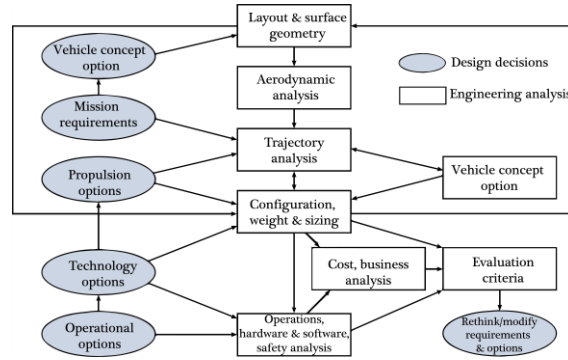 Layout & surface
geometry
Vehicle concept
option
Design decisions
Aerodynamic
analysis
Engineering analysis
Mission
requirements
Trajectory
analysis
Vehicle concept
option
Propulsion
options
Configuration,
weight & sizing
Technology
options
Cost, business
analysis
Evaluation
criteria
Operational
options
Operations,
hardware & software,
safety analysis
Rethink/modify
requirements
& options